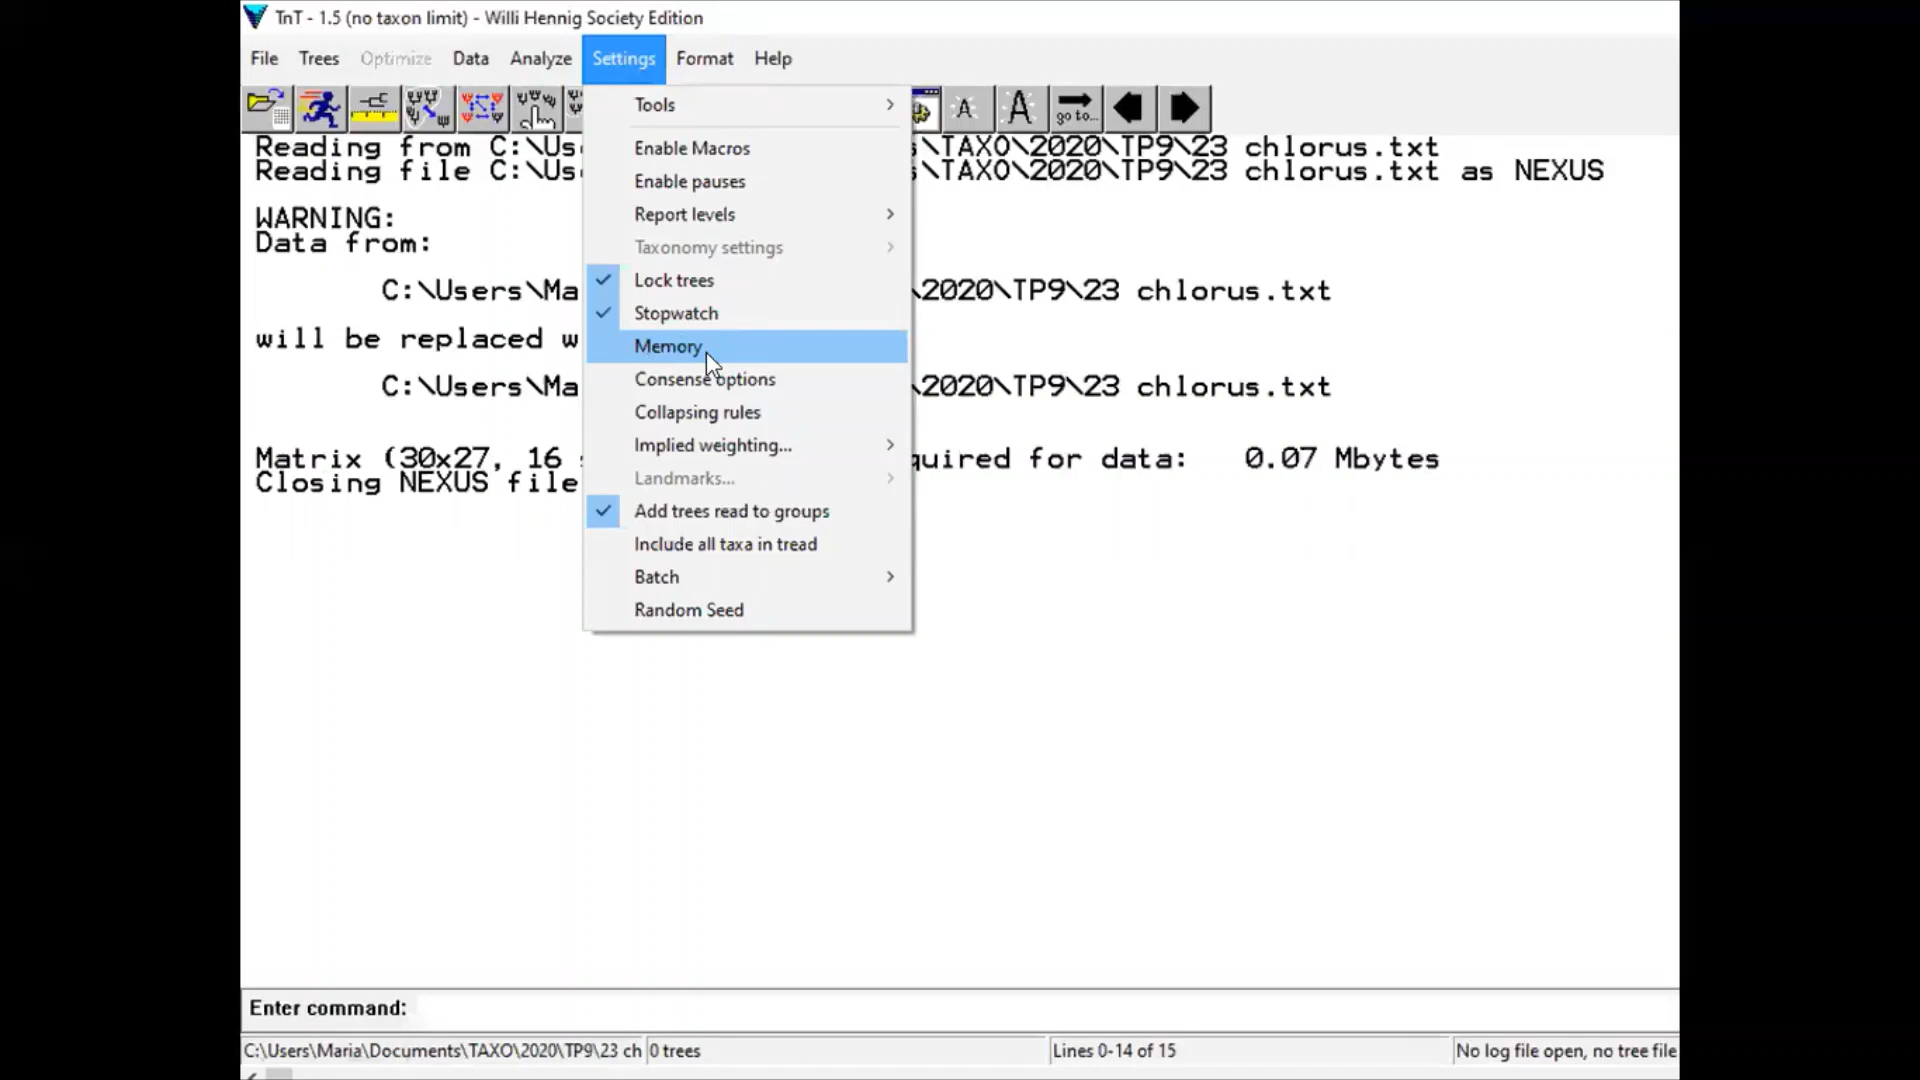 TnT - 1.5 (no taxon limit) - Willi Hennig Society Edition
File Trees Optimize Data Analyze Settings Format Help
go to...
Tools
Enable Macros
Enable pauses
Report levels
Taxonomy settings
Lock trees
Stopwatch
Memory
Consense options
Collapsing rules
Implied weighting...
Landmarks...
Add trees read to groups
Include all taxa in tread
Batch
Random Seed
Reading from C:\Us \TAXO\2020\TP9\23 chlorus.txt
Reading file C:\Us \TAXO\2020\TP9\23 chlorus.txt as NEXUS
WARNING:
Data from:
C:\Users\Ma \2020\TP9\23 chlorus.txt
will be replaced w
C:\Users\Ma \2020\TP9\23 chlorus.txt
Matrix (30x27, 16 quired for data: 0.07 Mbytes
Closing NEXUS file
Enter command:
C:\Users\Maria\Documents\TAXO\2020\TP9\23 ch 0 trees Lines 0-14 of 15 No log file open, no tree file